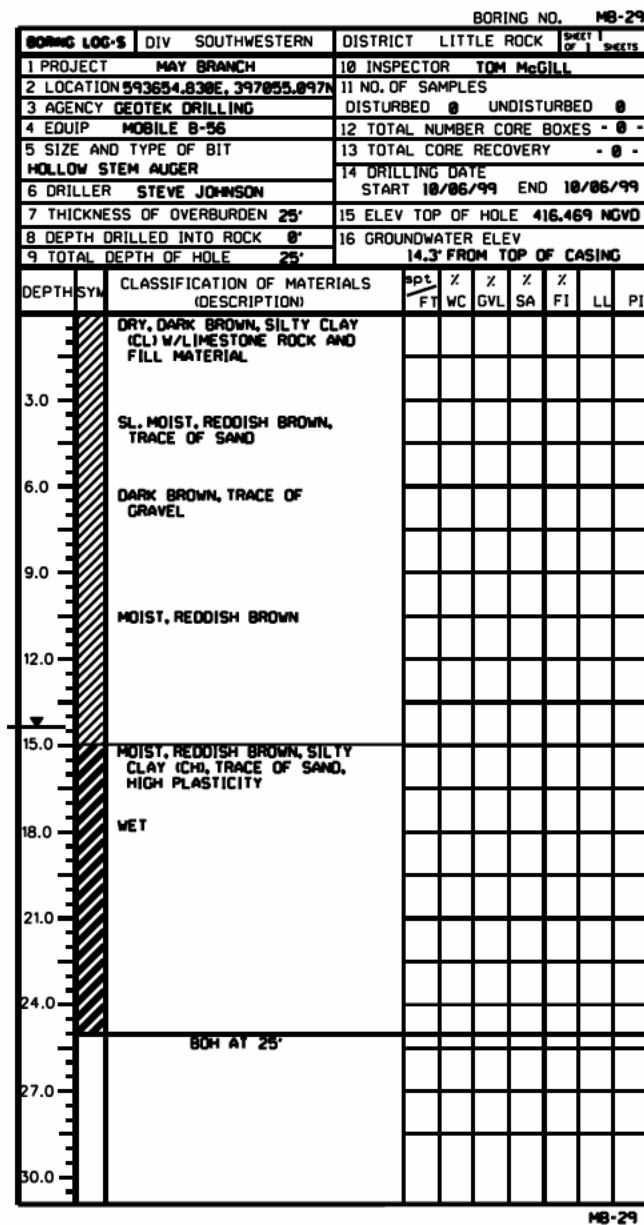 BORING NO. MB-29
BORING LOG-S DIV SOUTHWESTERN DISTRICT LITTLE ROCK SHEET 1 OF 1 SHEETS
1 PROJECT MAY BRANCH
10 INSPECTOR TOM McGILL
2 LOCATION 593654.830E, 397055.097N
11 NO. OF SAMPLES
3 AGENCY GEOTEK DRILLING
DISTURBED 0 UNDISTURBED 0
4 EQUIP MOBILE B-56
12 TOTAL NUMBER CORE BOXES - 0 -
5 SIZE AND TYPE OF BIT
13 TOTAL CORE RECOVERY - 0 -
HOLLOW STEM AUGER
14 DRILLING DATE
6 DRILLER STEVE JOHNSON
START 10/06/99 END 10/06/99
7 THICKNESS OF OVERBURDEN 25'
15 ELEV TOP OF HOLE 416.469 NGVD
8 DEPTH DRILLED INTO ROCK 0'
16 GROUNDWATER ELEV
9 TOTAL DEPTH OF HOLE 25'
14.3' FROM TOP OF CASING
DEPTH SYM CLASSIFICATION OF MATERIALS (DESCRIPTION) spt/FT % WC % GVL % SA % FI LL PI
DRY, DARK BROWN, SILTY CLAY
(CL) W/LIMESTONE ROCK AND
FILL MATERIAL
3.0
SL. MOIST, REDDISH BROWN,
TRACE OF SAND
6.0
DARK BROWN, TRACE OF
GRAVEL
9.0
MOIST, REDDISH BROWN
12.0
15.0
MOIST, REDDISH BROWN, SILTY
CLAY (CH), TRACE OF SAND,
HIGH PLASTICITY
WET
18.0
21.0
24.0
BOH AT 25'
27.0
30.0
MB-29